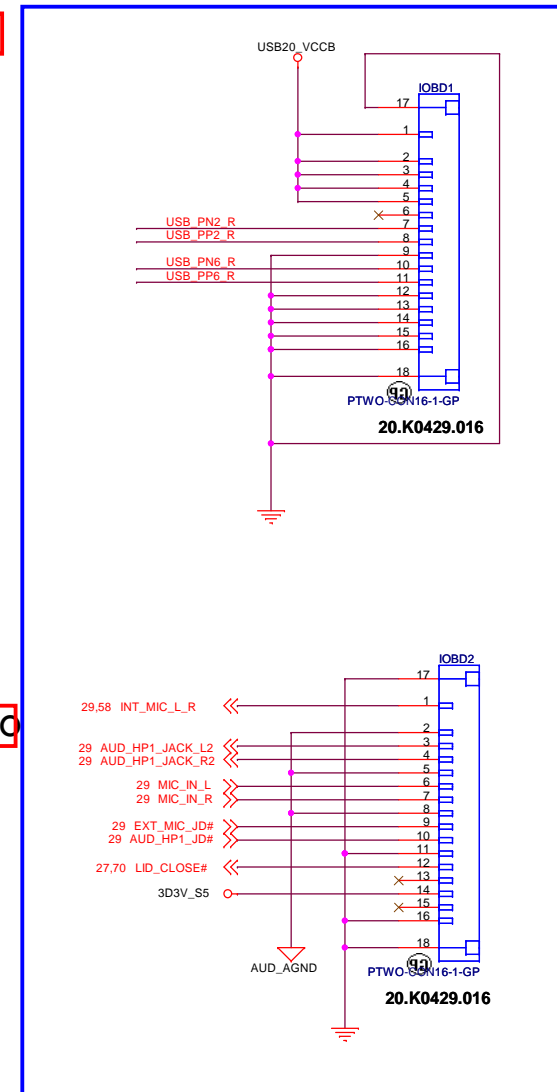 USB20_VCCB
IOBD1
17
1
2
3
4
5
6
USB_PN2_R 7
USB_PP2_R 8
9
USB_PN6_R 10
USB_PP6_R 11
12
13
14
15
16
18
PTWO-CON16-1-GP
20.K0429.016
IOBD2
17
29,58 INT_MIC_L_R 1
2
29 AUD_HP1_JACK_L2 3
29 AUD_HP1_JACK_R2 4
5
29 MIC_IN_L 6
29 MIC_IN_R 7
8
29 EXT_MIC_JD# 9
29 AUD_HP1_JD# 10
11
27,70 LID_CLOSE# 12
13
3D3V_S5 14
15
16
18
AUD_AGND
PTWO-CON16-1-GP
20.K0429.016